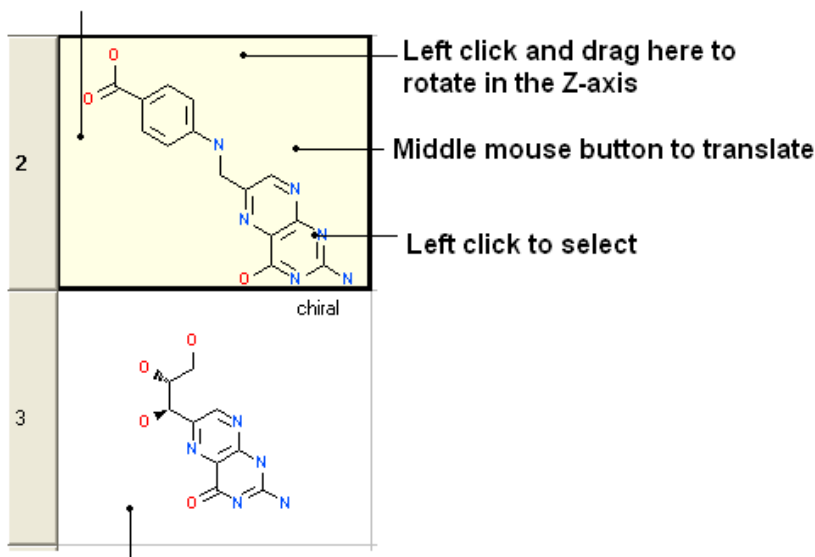 Left click and drag here to
rotate in the Z-axis
O
O
N
Middle mouse button to translate
2
N
N
N
Left click to select
O
N
N
chiral
O
O
3
O
N
N
N
O
N
N